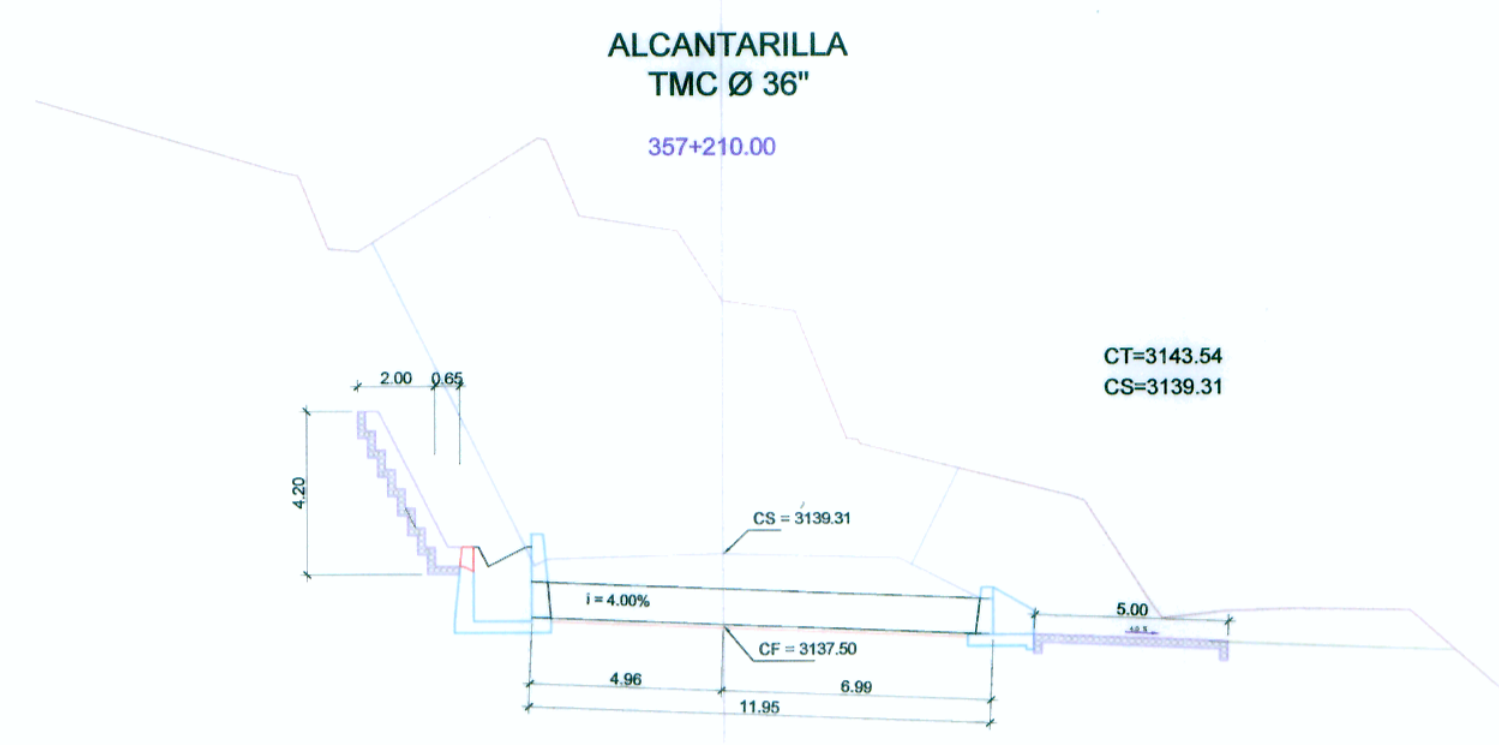 ALCANTARILLA
TMC Ø 36"
357+210.00
CT=3143.54
CS=3139.31
2.00
0.65
4.20
CS = 3139.31
i = 4.00%
5.00
CF = 3137.50
4.96
6.99
11.95